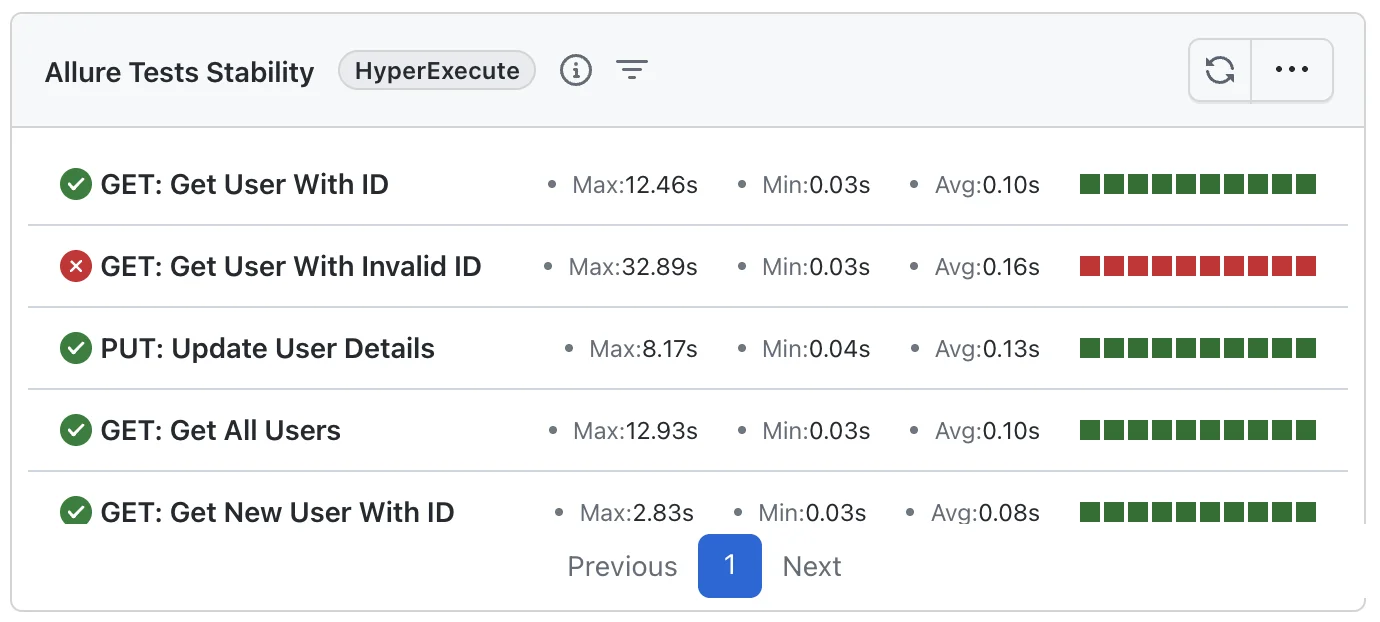 Allure Tests Stability HyperExecute
GET: Get User With ID • Max:12.46s • Min:0.03s • Avg:0.10s
GET: Get User With Invalid ID • Max:32.89s • Min:0.03s • Avg:0.16s
PUT: Update User Details • Max:8.17s • Min:0.04s • Avg:0.13s
GET: Get All Users • Max:12.93s • Min:0.03s • Avg:0.10s
GET: Get New User With ID • Max:2.83s • Min:0.03s • Avg:0.08s
Previous 1 Next